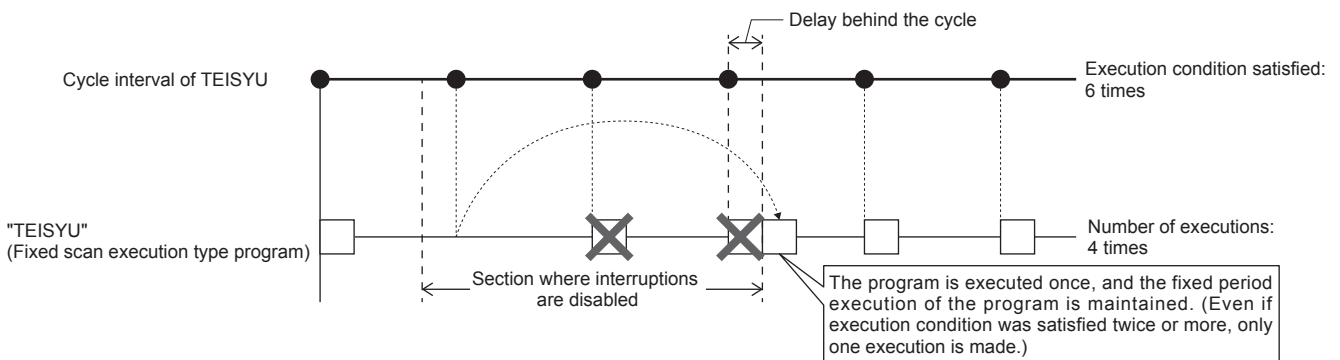 Delay behind the cycle
Cycle interval of TEISYU
Execution condition satisfied:
6 times
"TEISYU"
(Fixed scan execution type program)
Number of executions:
4 times
Section where interruptions
are disabled
The program is executed once, and the fixed period
execution of the program is maintained. (Even if
execution condition was satisfied twice or more, only
one execution is made.)